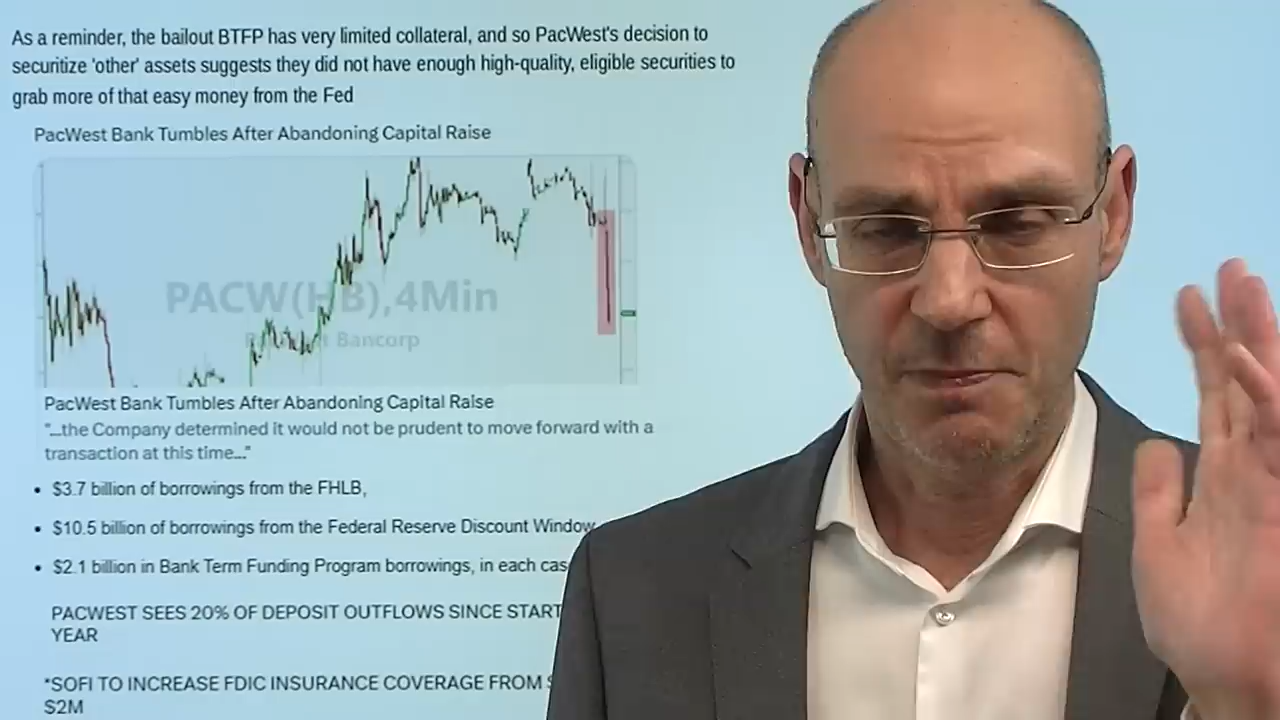 As a reminder, the bailout BTFP has very limited collateral, and so PacWest's decision to
securitize 'other' assets suggests they did not have enough high-quality, eligible securities to
grab more of that easy money from the Fed
PacWest Bank Tumbles After Abandoning Capital Raise
PACW(HB),4Min
Bancorp
PacWest Bank Tumbles After Abandoning Capital Raise
"...the Company determined it would not be prudent to move forward with a
transaction at this time..."
• $3.7 billion of borrowings from the FHLB,
• $10.5 billion of borrowings from the Federal Reserve Discount Window
• $2.1 billion in Bank Term Funding Program borrowings, in each cas
PACWEST SEES 20% OF DEPOSIT OUTFLOWS SINCE START
YEAR
*SOFI TO INCREASE FDIC INSURANCE COVERAGE FROM
$2M